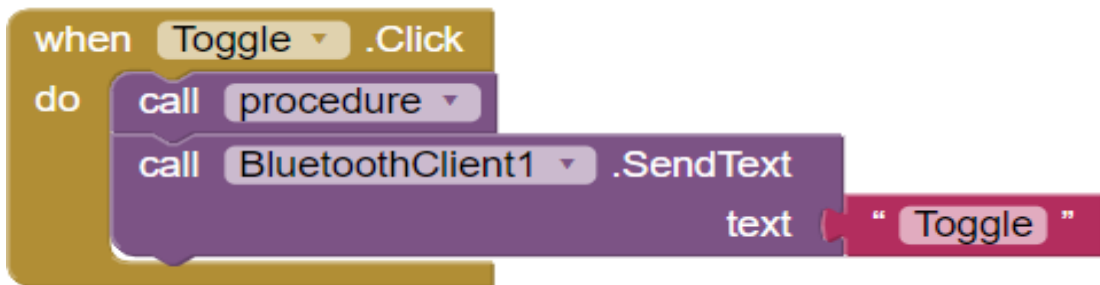 when Toggle .Click
do call procedure
call BluetoothClient1 .SendText
text " Toggle "